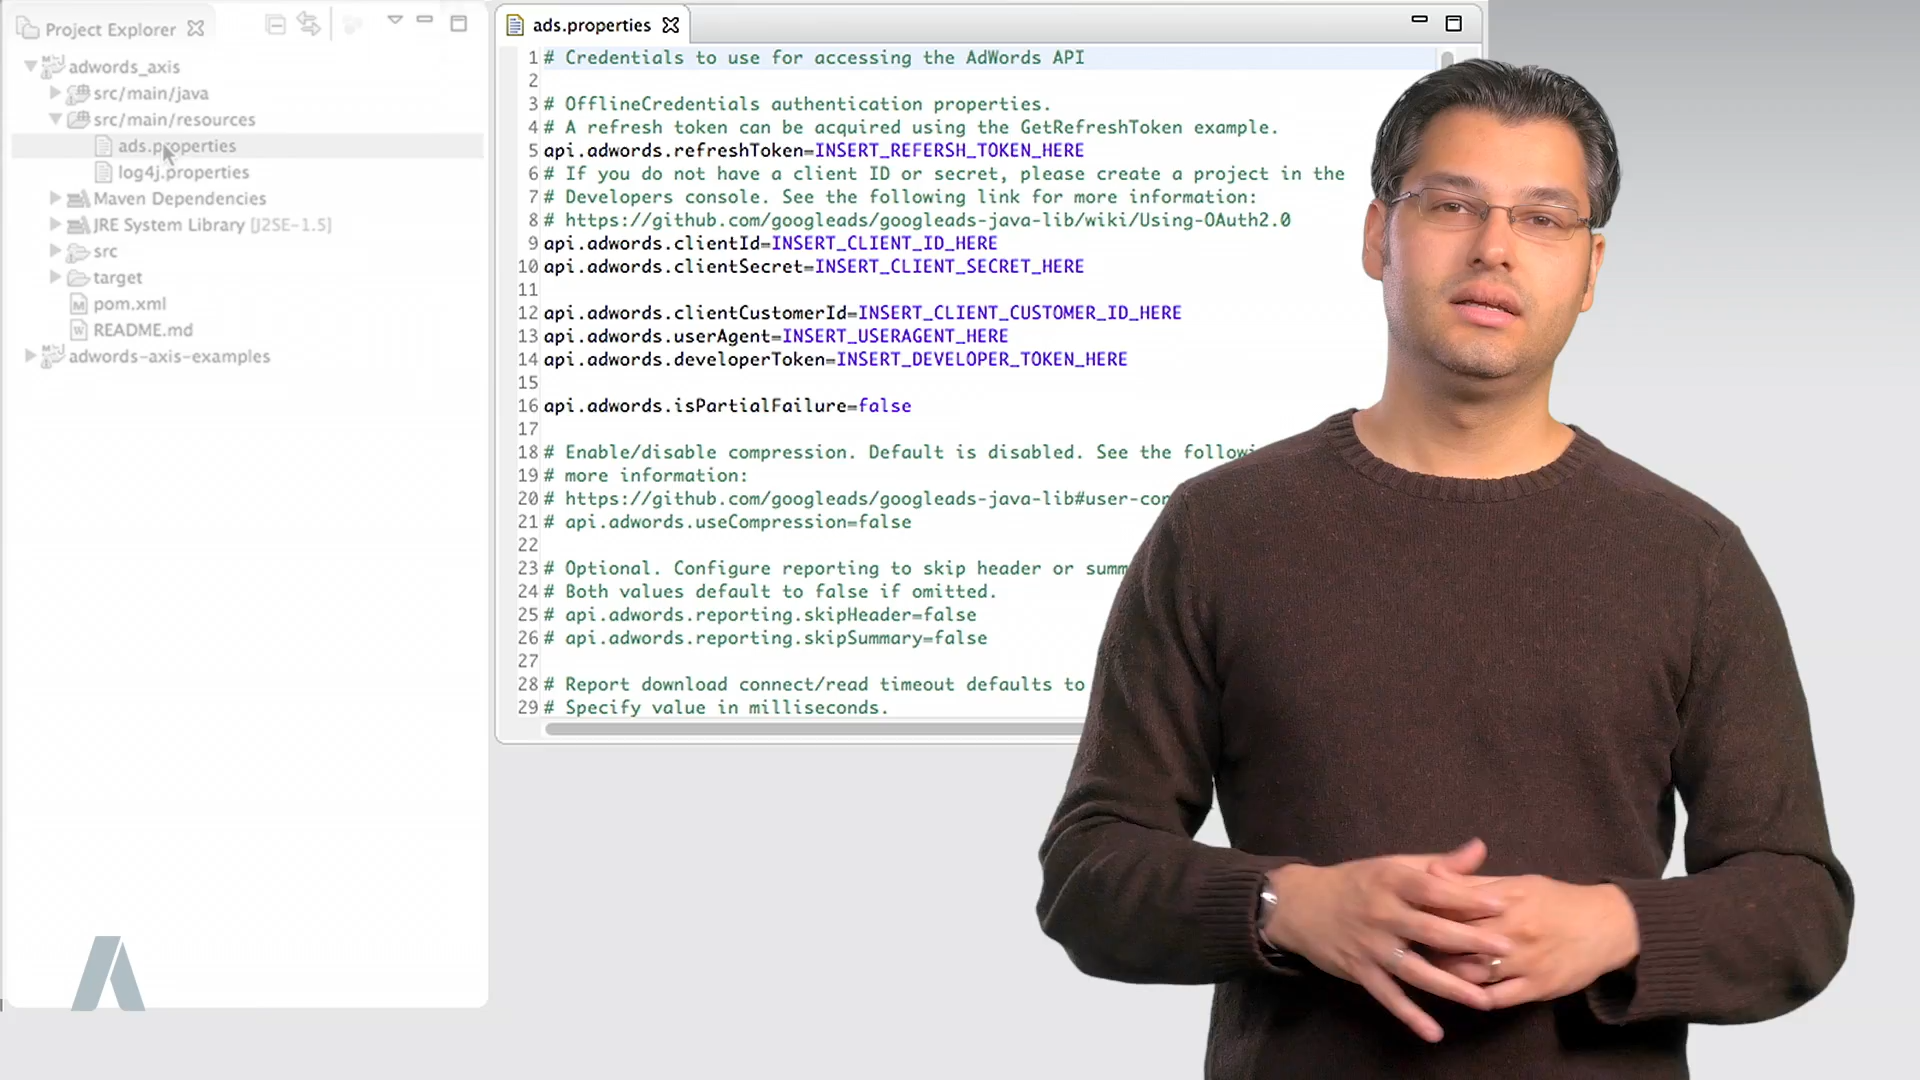 Project Explorer
adwords_axis
src/main/java
src/main/resources
ads.properties
log4j.properties
Maven Dependencies
JRE System Library [J2SE-1.5]
src
target
pom.xml
README.md
adwords-axis-examples
ads.properties
1 # Credentials to use for accessing the AdWords API
2
3 # OfflineCredentials authentication properties.
4 # A refresh token can be acquired using the GetRefreshToken example.
5 api.adwords.refreshToken=INSERT_REFERSH_TOKEN_HERE
6 # If you do not have a client ID or secret, please create a project in the
7 # Developers console. See the following link for more information:
8 # https://github.com/googleads/googleads-java-lib/wiki/Using-OAuth2.0
9 api.adwords.clientId=INSERT_CLIENT_ID_HERE
10 api.adwords.clientSecret=INSERT_CLIENT_SECRET_HERE
11
12 api.adwords.clientCustomerId=INSERT_CLIENT_CUSTOMER_ID_HERE
13 api.adwords.userAgent=INSERT_USERAGENT_HERE
14 api.adwords.developerToken=INSERT_DEVELOPER_TOKEN_HERE
15
16 api.adwords.isPartialFailure=false
17
18 # Enable/disable compression. Default is disabled. See the
19 # more information:
20 # https://github.com/googleads/googleads-java-lib#user-con
21 # api.adwords.useCompression=false
22
23 # Optional. Configure reporting to skip header or
24 # Both values default to false if omitted.
25 # api.adwords.reporting.skipHeader=false
26 # api.adwords.reporting.skipSummary=false
27
28 # Report download connect/read timeout defaults to
29 # Specify value in milliseconds.